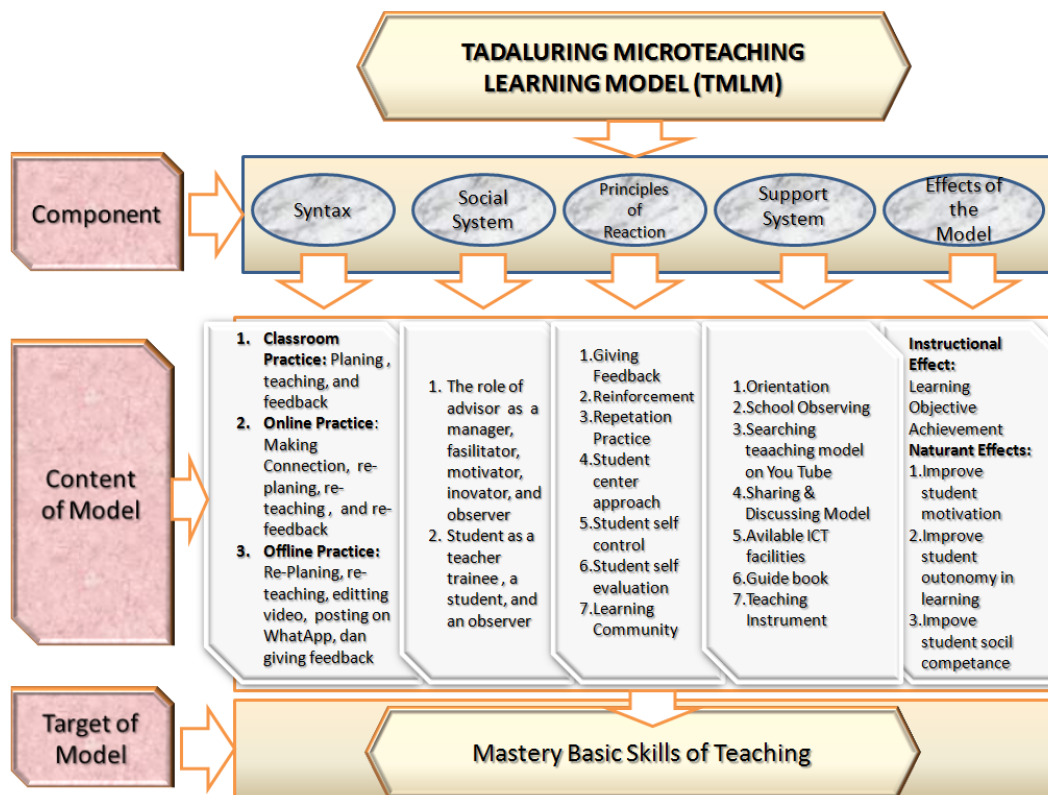 TADALURING MICROTEACHING
LEARNING MODEL (TMLM)
Component
Syntax
Social
System
Principles
of
Reaction
Support
System
Effects of
the
Model
Content
of Model
1. Classroom
Practice: Planing ,
teaching, and
feedback
2. Online Practice:
Making
Connection, re-
planing, re-
teaching , and re-
feedback
3. Offline Practice:
Re-Planing, re-
teaching, editting
video, posting on
WhatApp, dan
giving feedback
1. The role of
advisor as a
manager,
fasilitator,
motivator,
inovator, and
observer
2. Student as a
teacher
trainee , a
student, and
an observer
1.Giving
Feedback
2.Reinforcement
3.Repetation
Practice
4.Student
center
approach
5.Student self
control
6.Student self
evaluation
7.Learning
Community
1.Orientation
2.School Observing
3.Searching
teaaching model
on You Tube
4.Sharing &
Discussing Model
5.Avilable ICT
facilities
6.Guide book
7.Teaching
Instrument
Instructional
Effect:
Learning
Objective
Achievement
Naturant Effects:
1.Improve
student
motivation
2.Improve
student
outonomy in
learning
3.Impove
student socil
competance
Target of
Model
Mastery Basic Skills of Teaching